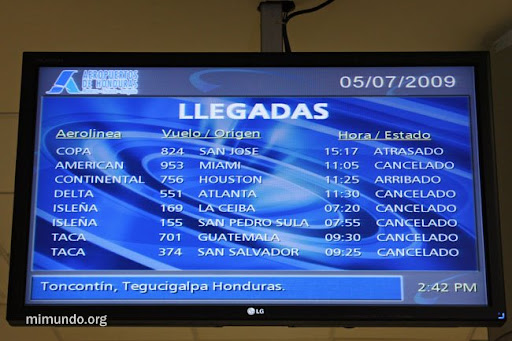 AEROPUERTOS
DE HONDURAS
05/07/2009
LLEGADAS
Aerolinea Vuelo / Origen Hora / Estado
COPA 824 SAN JOSE 15:17 ATRASADO
AMERICAN 953 MIAMI 11:05 CANCELADO
CONTINENTAL 756 HOUSTON 11:25 ARRIBADO
DELTA 551 ATLANTA 11:30 CANCELADO
ISLEÑA 169 LA CEIBA 07:20 CANCELADO
ISLEÑA 155 SAN PEDRO SULA 07:55 CANCELADO
TACA 701 GUATEMALA 09:30 CANCELADO
TACA 374 SAN SALVADOR 09:25 CANCELADO
Toncontín, Tegucigalpa Honduras. 2:42 PM
LG
mimundo.org